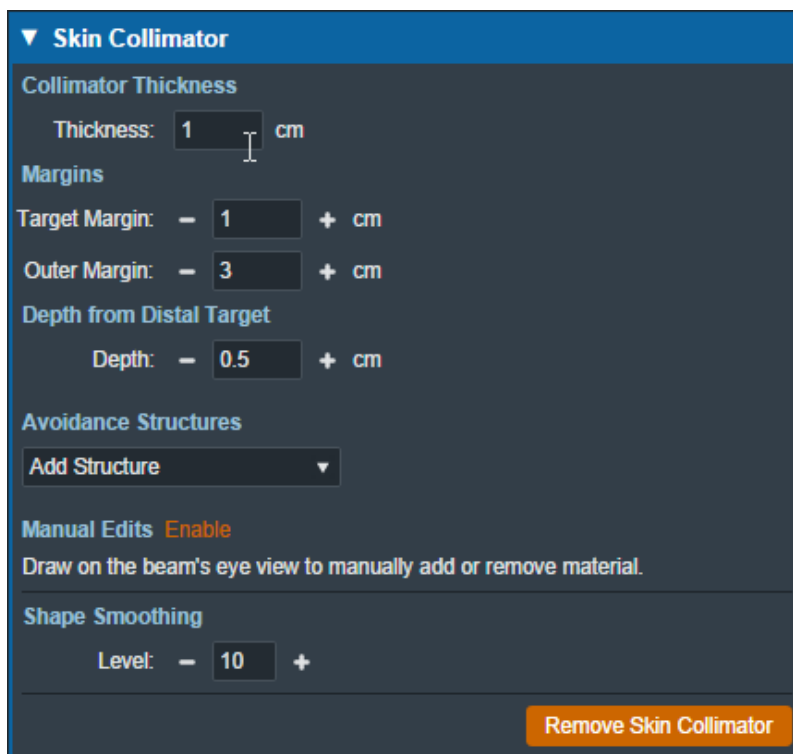 Skin Collimator
Collimator Thickness
Thickness: 1 cm
Margins
Target Margin: − 1 + cm
Outer Margin: − 3 + cm
Depth from Distal Target
Depth: − 0.5 + cm
Avoidance Structures
Add Structure
Manual Edits Enable
Draw on the beam's eye view to manually add or remove material.
Shape Smoothing
Level: − 10 +
Remove Skin Collimator